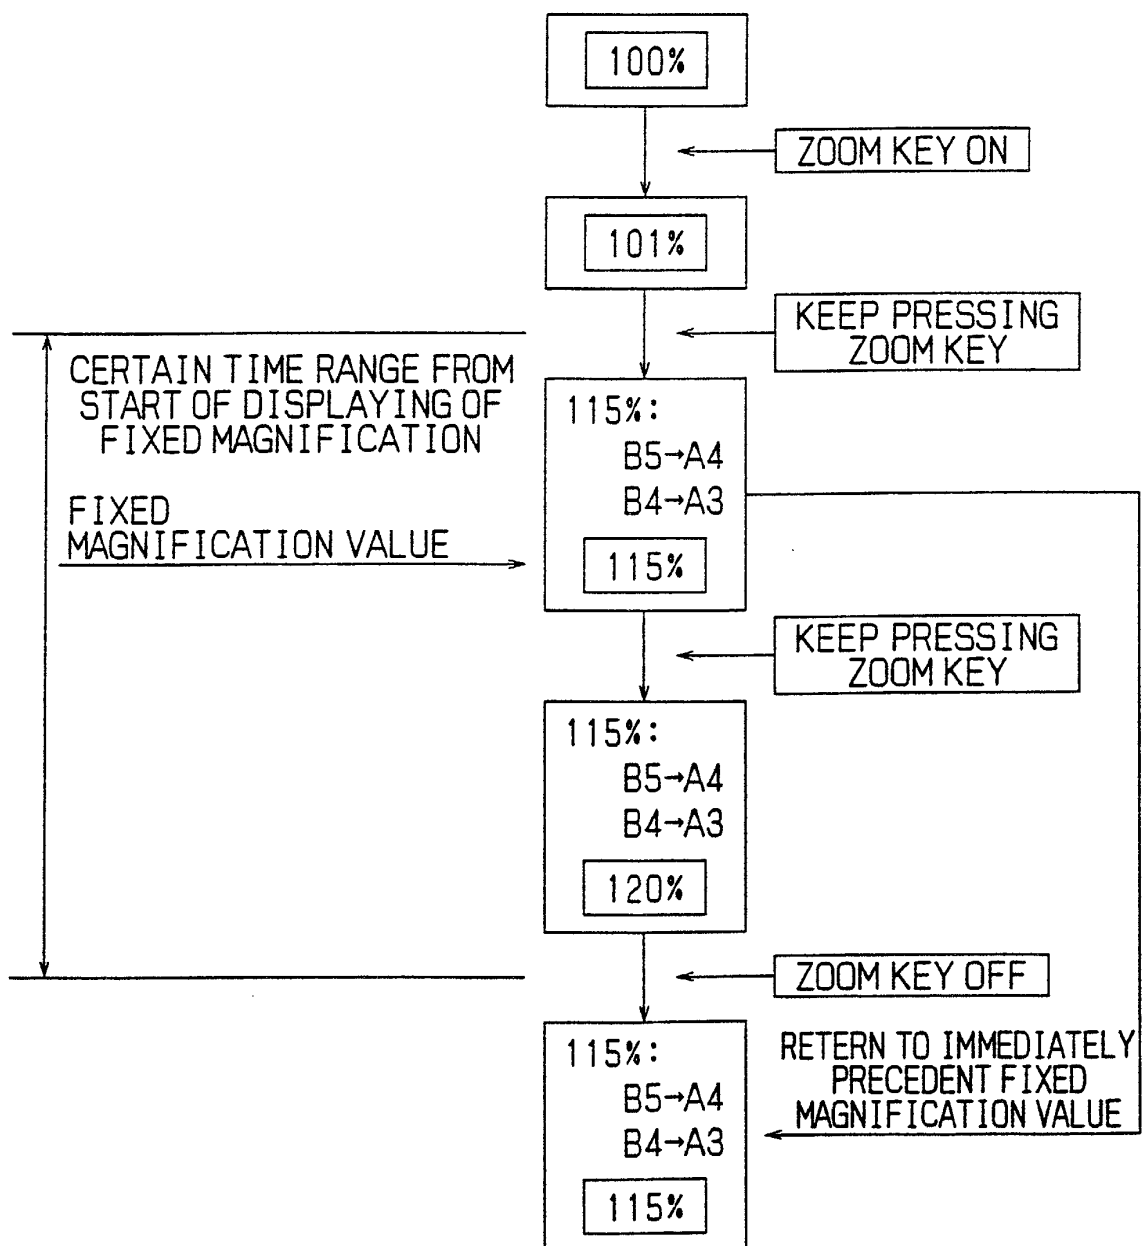 100%
ZOOM KEY ON
101%
KEEP PRESSING
ZOOM KEY
CERTAIN TIME RANGE FROM
START OF DISPLAYING OF
FIXED MAGNIFICATION
115%:
B5→A4
B4→A3
FIXED
MAGNIFICATION VALUE
115%
KEEP PRESSING
ZOOM KEY
115%:
B5→A4
B4→A3
120%
ZOOM KEY OFF
115%:
B5→A4
B4→A3
RETERN TO IMMEDIATELY
PRECEDENT FIXED
MAGNIFICATION VALUE
115%